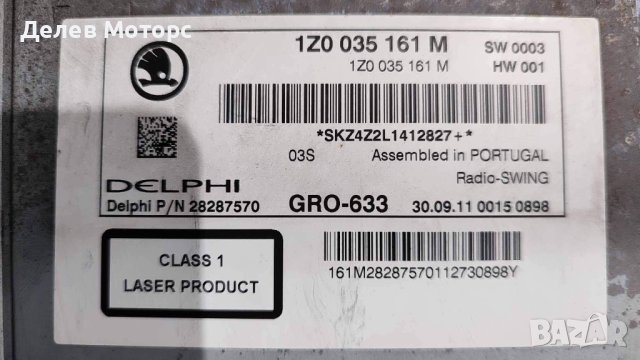 Делев Моторс
1Z0 035 161 M
SW 0003
1Z0 035 161 M
HW 001
*SKZ4Z2L1412827+*
03S
Assembled in PORTUGAL
Radio-SWING
DELPHI
Delphi P/N 28287570
GRO-633
30.09.11 0015 0898
CLASS 1
LASER PRODUCT
161M28287570112730898Y
BAZAR